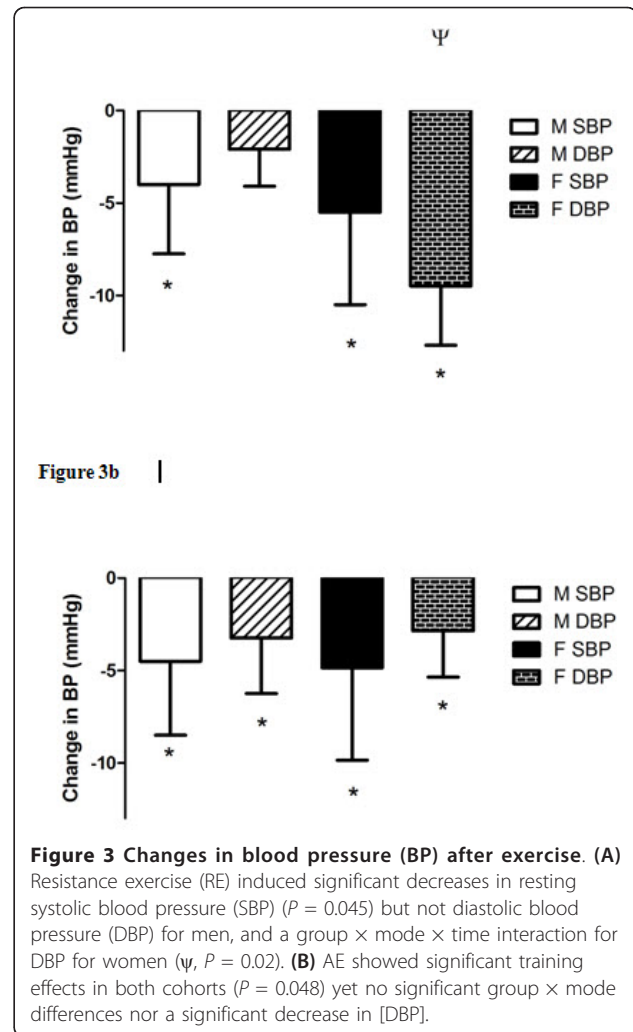 Ψ
0
-5
-10
Change in BP (mmHg)
M SBP
M DBP
F SBP
F DBP
*
*
*
Figure 3b
0
-5
-10
Change in BP (mmHg)
M SBP
M DBP
F SBP
F DBP
*
*
*
*
Figure 3 Changes in blood pressure (BP) after exercise. (A)
Resistance exercise (RE) induced significant decreases in resting
systolic blood pressure (SBP) (P = 0.045) but not diastolic blood
pressure (DBP) for men, and a group × mode × time interaction for
DBP for women (ψ, P = 0.02). (B) AE showed significant training
effects in both cohorts (P = 0.048) yet no significant group × mode
differences nor a significant decrease in [DBP].